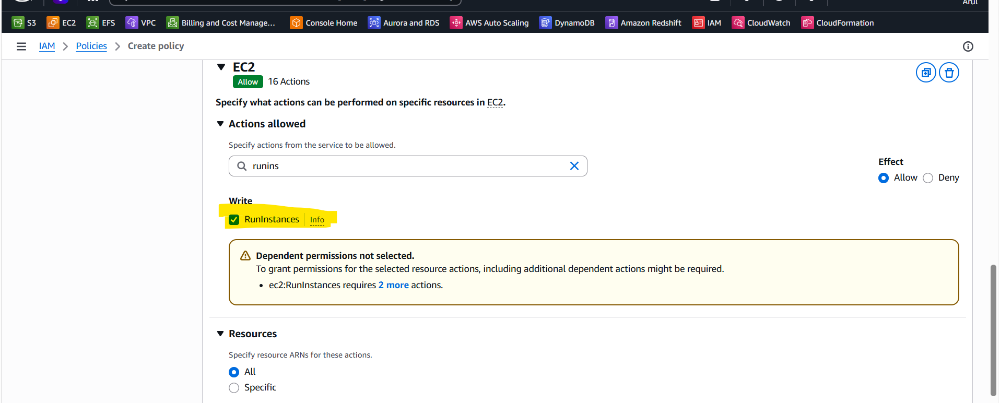 Arul
S3 EC2 EFS VPC Billing and Cost Manage... Console Home Aurora and RDS AWS Auto Scaling DynamoDB Amazon Redshift IAM CloudWatch CloudFormation
IAM > Policies > Create policy
EC2
Allow 16 Actions
Specify what actions can be performed on specific resources in EC2.
Actions allowed
Specify actions from the service to be allowed.
runins
Effect
Allow Deny
Write
RunInstances Info
Dependent permissions not selected.
To grant permissions for the selected resource actions, including additional dependent actions might be required.
• ec2:RunInstances requires 2 more actions.
Resources
Specify resource ARNs for these actions.
All
Specific